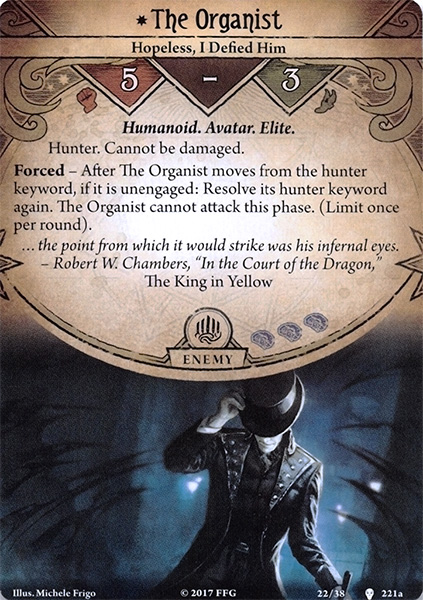 The Organist
Hopeless, I Defied Him
5 – 3
Humanoid. Avatar. Elite.
Hunter. Cannot be damaged.
Forced – After The Organist moves from the hunter
keyword, if it is unengaged: Resolve its hunter keyword
again. The Organist cannot attack this phase. (Limit once
per round).
… the point from which it would strike was his infernal eyes.
– Robert W. Chambers, “In the Court of the Dragon,”
The King in Yellow
ENEMY
Illus. Michele Frigo © 2017 FFG 22/38 221a